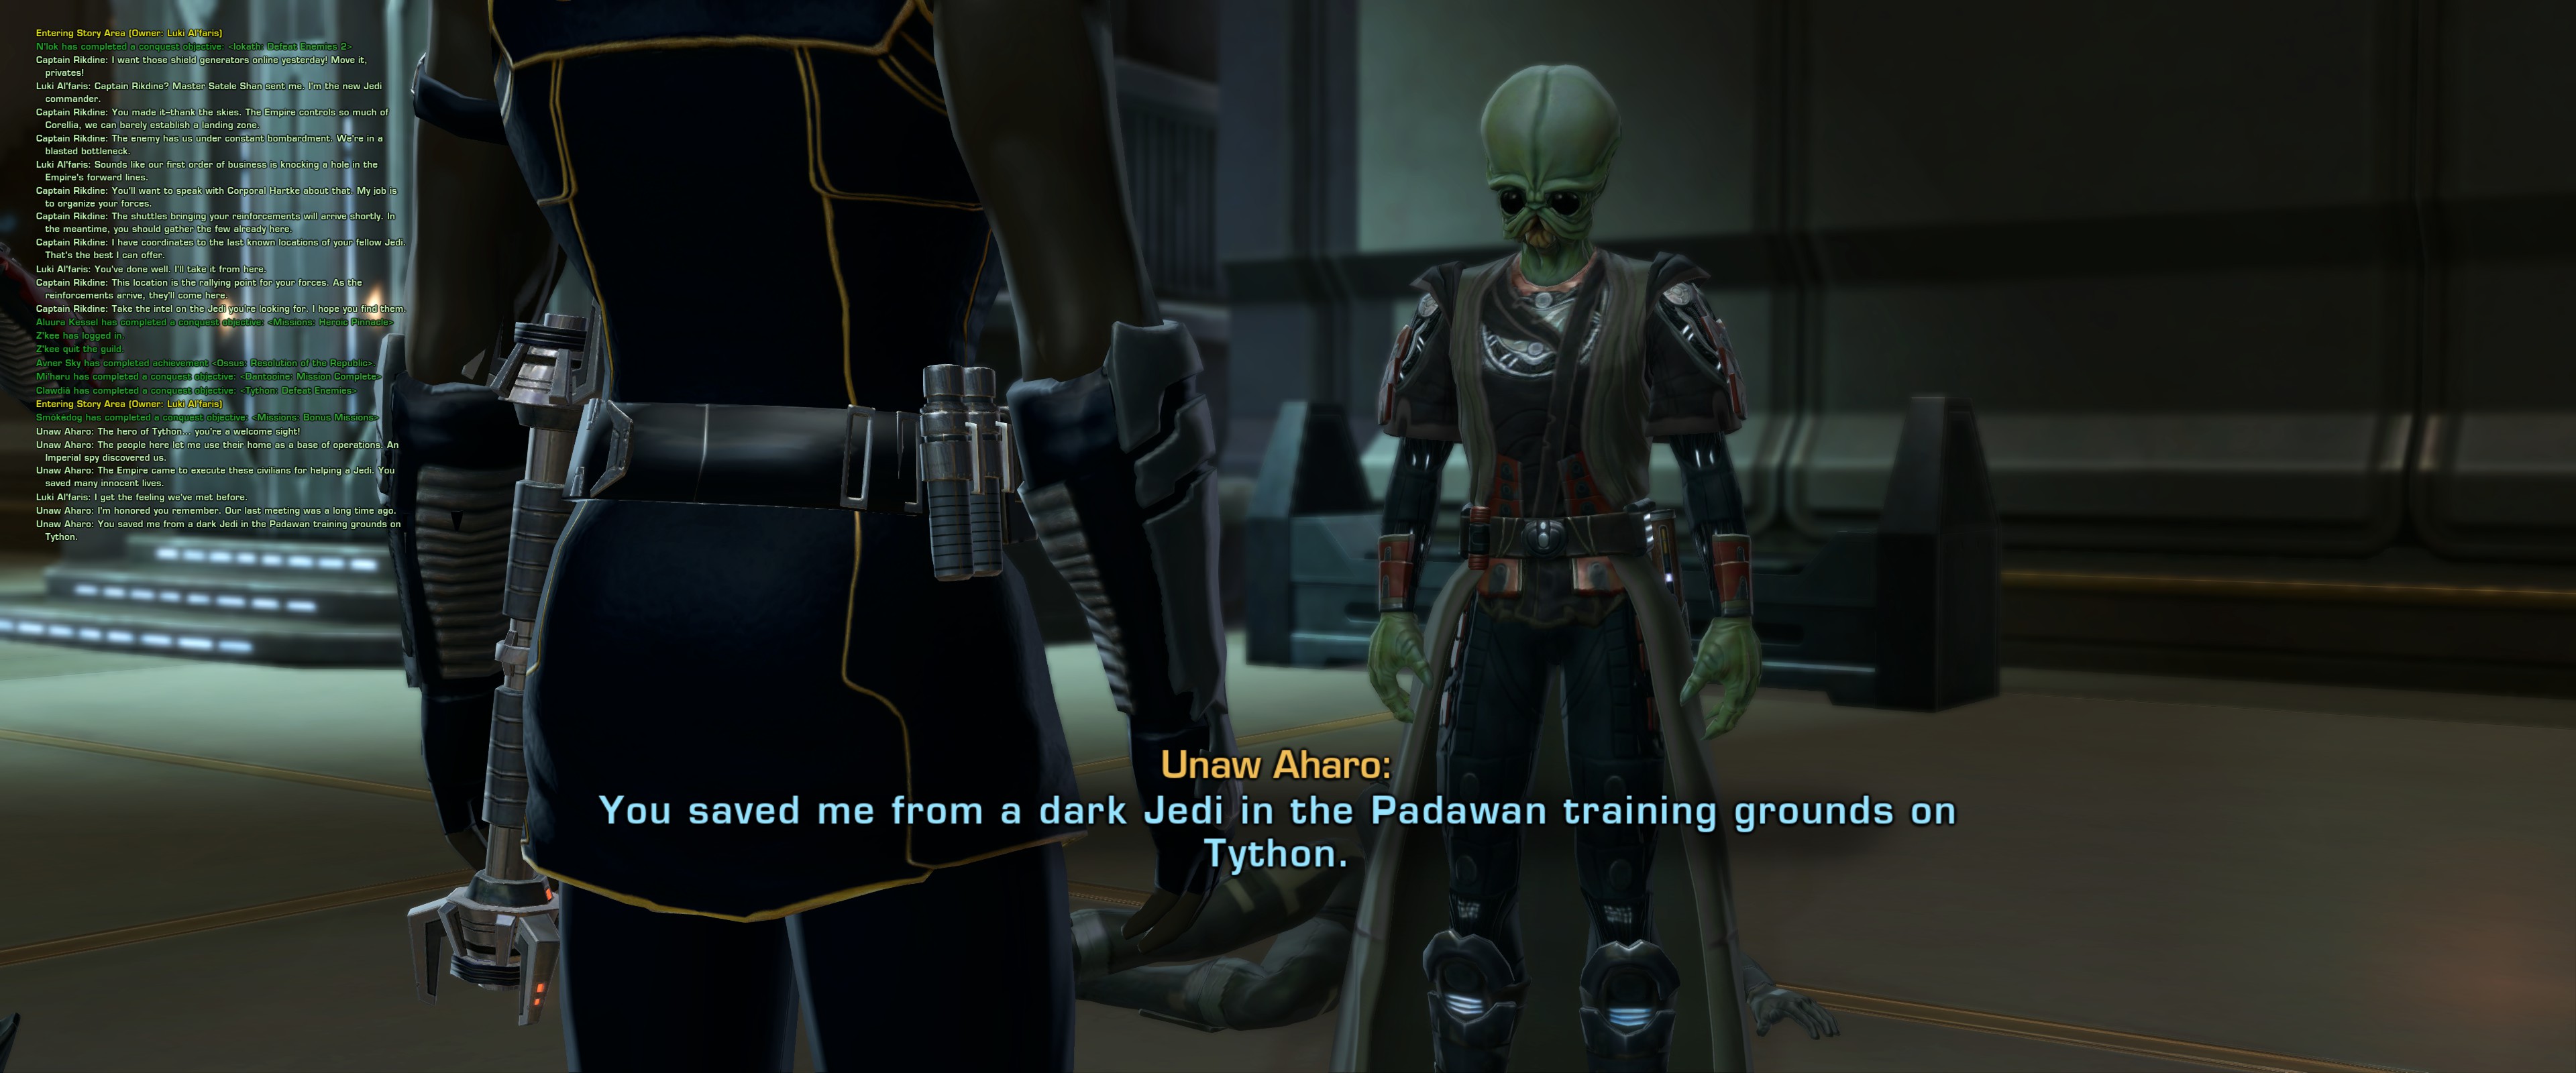 Entering Story Area (Owner: Luki Al'faris)
N'lok has completed a conquest objective: <Iokath: Defeat Enemies 2>
Captain Rikdine: I want those shield generators online yesterday! Move it,
privates!
Luki Al'faris: Captain Rikdine? Master Satele Shan sent me. I'm the new Jedi
commander.
Captain Rikdine: You made it—thank the skies. The Empire controls so much of
Corellia, we can barely establish a landing zone.
Captain Rikdine: The enemy has us under constant bombardment. We're in a
blasted bottleneck.
Luki Al'faris: Sounds like our first order of business is knocking a hole in the
Empire's forward lines.
Captain Rikdine: You'll want to speak with Corporal Hartke about that. My job is
to organize your forces.
Captain Rikdine: The shuttles bringing your reinforcements will arrive shortly. In
the meantime, you should gather the few already here.
Captain Rikdine: I have coordinates to the last known locations of your fellow Jedi.
That's the best I can offer.
Luki Al'faris: You've done well. I'll take it from here.
Captain Rikdine: This location is the rallying point for your forces. As the
reinforcements arrive, they'll come here.
Captain Rikdine: Take the intel on the Jedi you're looking for. I hope you find them.
Aluura Kessel has completed a conquest objective: <Missions: Heroic Pinnacle>
Z'kee has logged in.
Z'kee quit the guild.
Avner Sky has completed achievement <Ossus: Resolution of the Republic>
Mi'haru has completed a conquest objective: <Dantooine: Mission Complete>
Clawdiâ has completed a conquest objective: <Tython: Defeat Enemies>
Entering Story Area (Owner: Luki Al'faris)
Smókédog has completed a conquest objective: <Missions: Bonus Missions>
Unaw Aharo: The hero of Tython... you're a welcome sight!
Unaw Aharo: The people here let me use their home as a base of operations. An
Imperial spy discovered us.
Unaw Aharo: The Empire came to execute these civilians for helping a Jedi. You
saved many innocent lives.
Luki Al'faris: I get the feeling we've met before.
Unaw Aharo: I'm honored you remember. Our last meeting was a long time ago.
Unaw Aharo: You saved me from a dark Jedi in the Padawan training grounds on
Tython.
Unaw Aharo:
You saved me from a dark Jedi in the Padawan training grounds on
Tython.